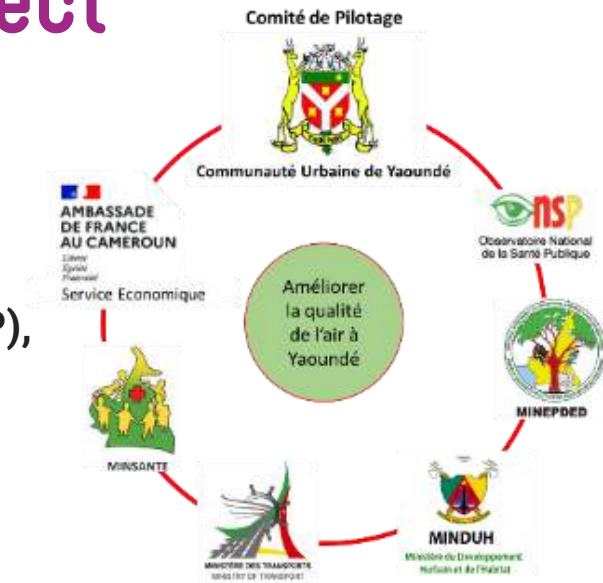 ect
Comité de Pilotage
Communauté Urbaine de Yaoundé
AMBASSADE
DE FRANCE
AU CAMEROUN
Liberté
Égalité
Fraternité
Service Economique
nsp
Observatoire National
de la Santé Publique
Améliorer
la qualité
de l'air à
Yaoundé
P),
MINEPDED
MINSANTE
MINDUH
Ministère du Developpement
Urbain et de l'Habitat
MINISTÈRE DES TRANSPORTS
MINISTRY OF TRANSPORT